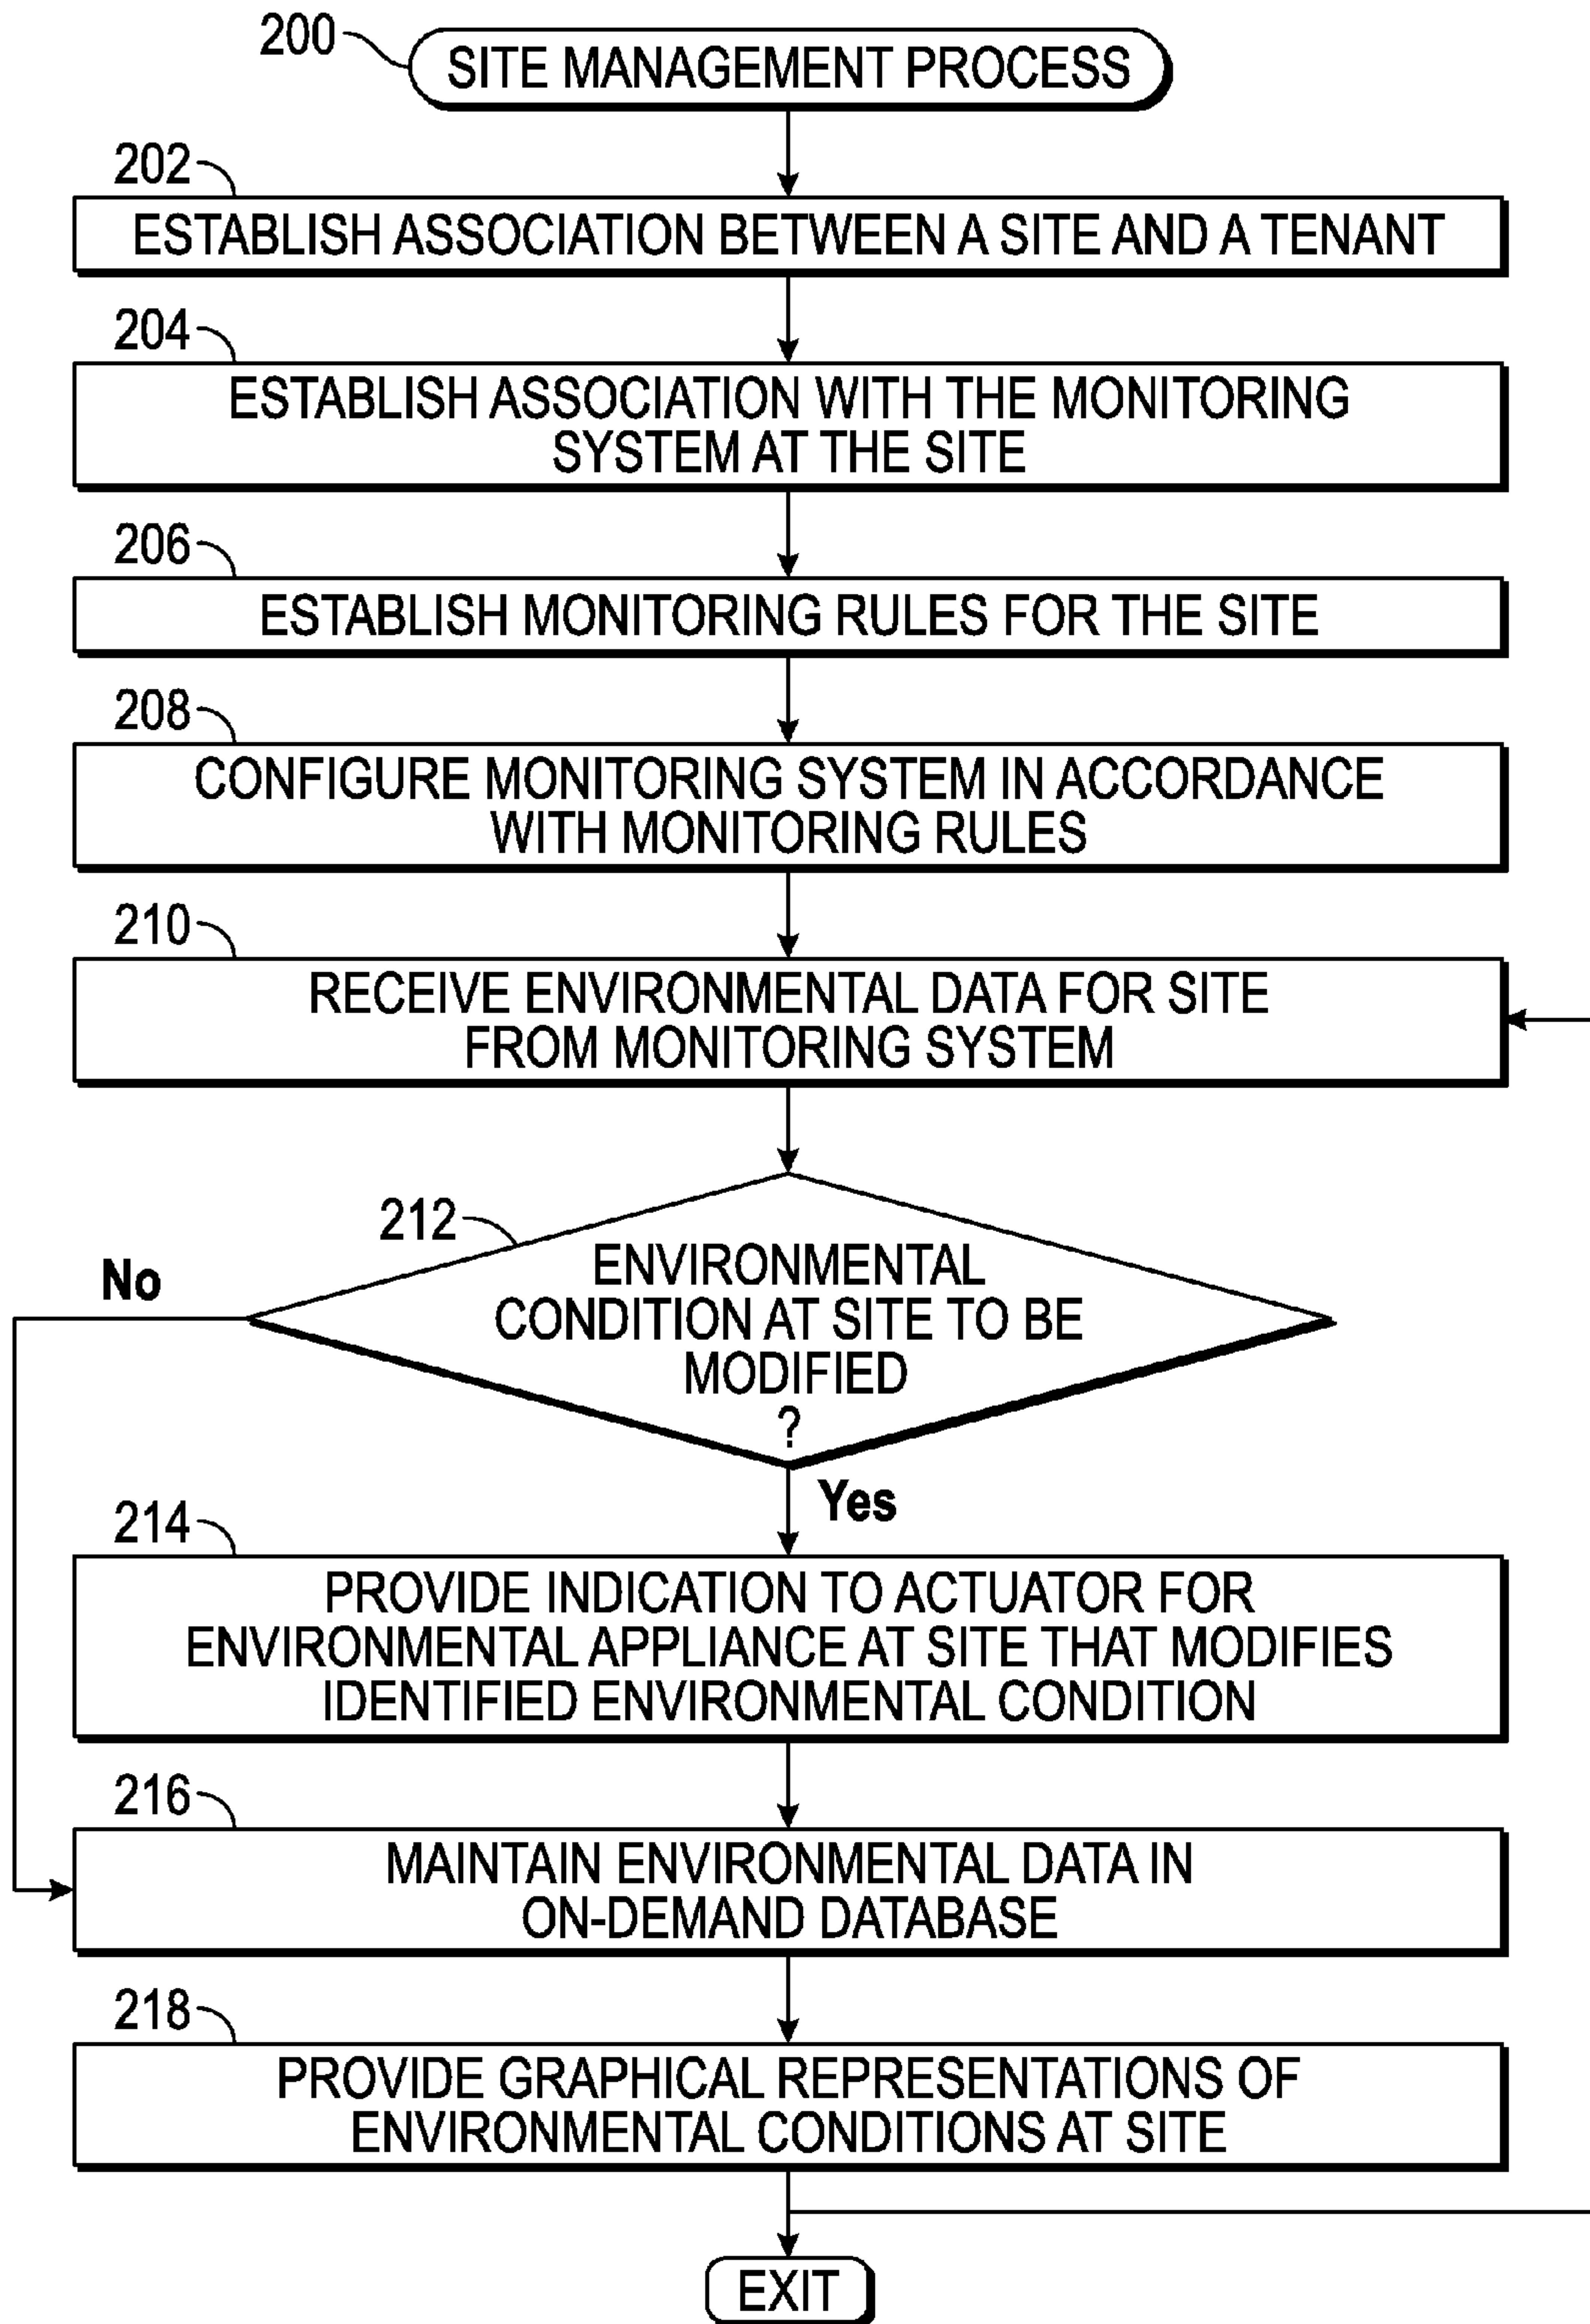 200
SITE MANAGEMENT PROCESS
202
ESTABLISH ASSOCIATION BETWEEN A SITE AND A TENANT
204
ESTABLISH ASSOCIATION WITH THE MONITORING
SYSTEM AT THE SITE
206
ESTABLISH MONITORING RULES FOR THE SITE
208
CONFIGURE MONITORING SYSTEM IN ACCORDANCE
WITH MONITORING RULES
210
RECEIVE ENVIRONMENTAL DATA FOR SITE
FROM MONITORING SYSTEM
212
ENVIRONMENTAL
CONDITION AT SITE TO BE
MODIFIED
?
No
Yes
214
PROVIDE INDICATION TO ACTUATOR FOR
ENVIRONMENTAL APPLIANCE AT SITE THAT MODIFIES
IDENTIFIED ENVIRONMENTAL CONDITION
216
MAINTAIN ENVIRONMENTAL DATA IN
ON-DEMAND DATABASE
218
PROVIDE GRAPHICAL REPRESENTATIONS OF
ENVIRONMENTAL CONDITIONS AT SITE
EXIT